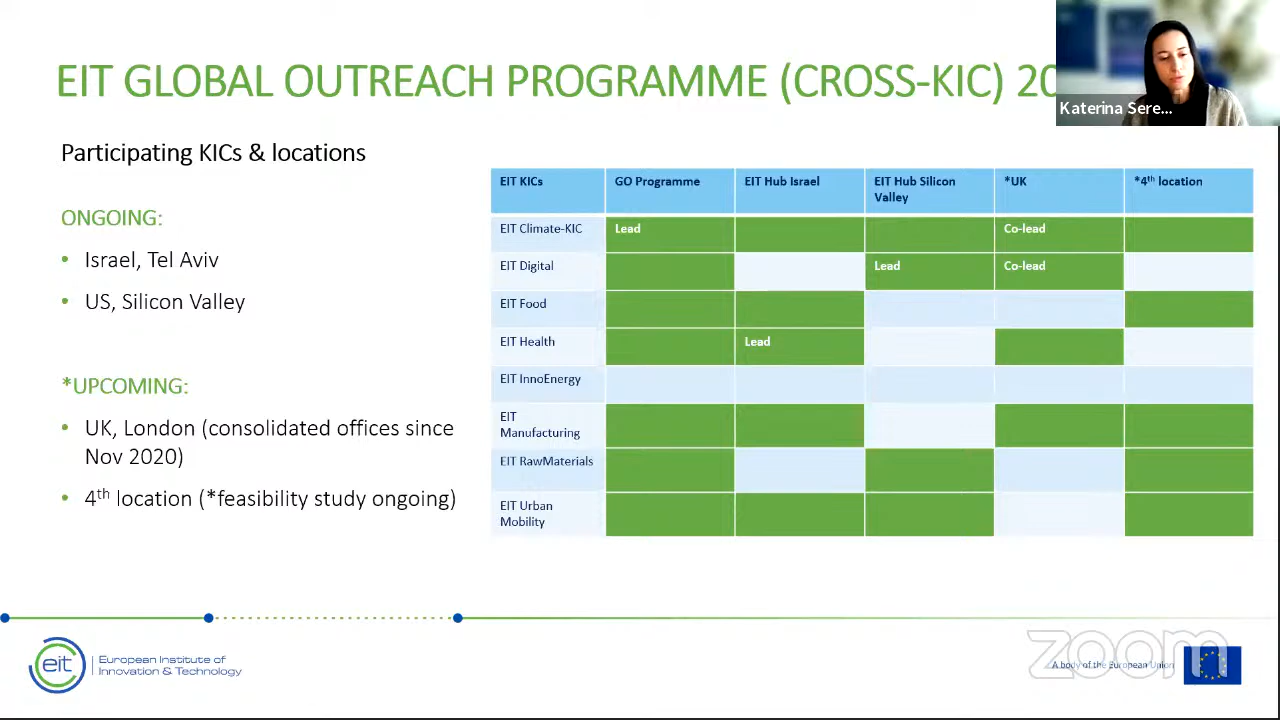 EIT GLOBAL OUTREACH PROGRAMME (CROSS-KIC) 20
Katerina Sere...
Participating KICs & locations
ONGOING:
• Israel, Tel Aviv
• US, Silicon Valley
*UPCOMING:
• UK, London (consolidated offices since
Nov 2020)
• 4th location (*feasibility study ongoing)
EIT KICs GO Programme EIT Hub Israel EIT Hub Silicon *UK *4th location
Valley
EIT Climate-KIC Lead Co-lead
EIT Digital Lead Co-lead
EIT Food
EIT Health Lead
EIT InnoEnergy
EIT
Manufacturing
EIT RawMaterials
EIT Urban
Mobility
eit
European Institute of
Innovation & Technology
zoom
A body of the European Union